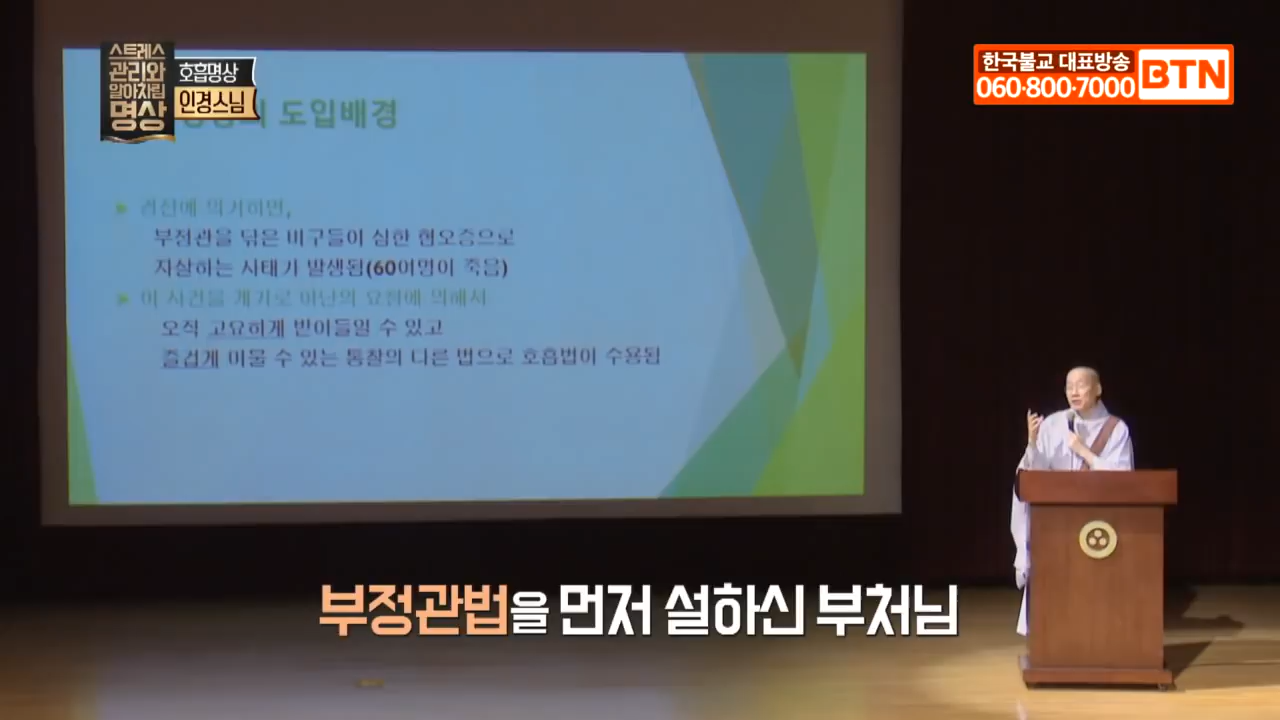 스트레스
관리와
알아차림
명상
호흡명상
인경스님
한국불교 대표방송
060·800·7000
BTN
도입배경
경전에 의거하면,
부정관을 닦은 비구들이 심한 혐오증으로
자살하는 사태가 발생됨(60여명이 죽음)
이 사건을 계기로 아난의 요청에 의해서
오직 고요하게 받아들일 수 있고
즐겁게 머물 수 있는 통찰의 다른 법으로 호흡법이 수용됨
부정관법을 먼저 설하신 부처님